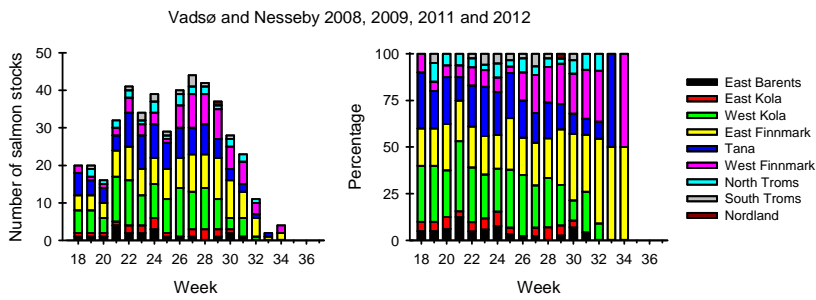 Vadsø and Nesseby 2008, 2009, 2011 and 2012
Number of salmon stocks
50
40
30
20
10
0
18 20 22 24 26 28 30 32 34 36
Week
Percentage
100
75
50
25
0
18 20 22 24 26 28 30 32 34 36
Week
East Barents
East Kola
West Kola
East Finnmark
Tana
West Finnmark
North Troms
South Troms
Nordland